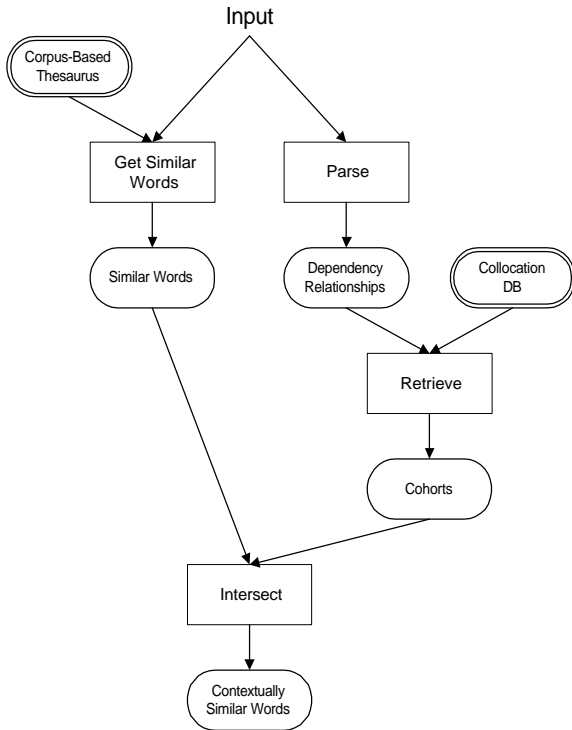 Input
Corpus-Based
Thesaurus
Get Similar
Words
Parse
Similar Words
Dependency
Relationships
Collocation
DB
Retrieve
Cohorts
Intersect
Contextually
Similar Words